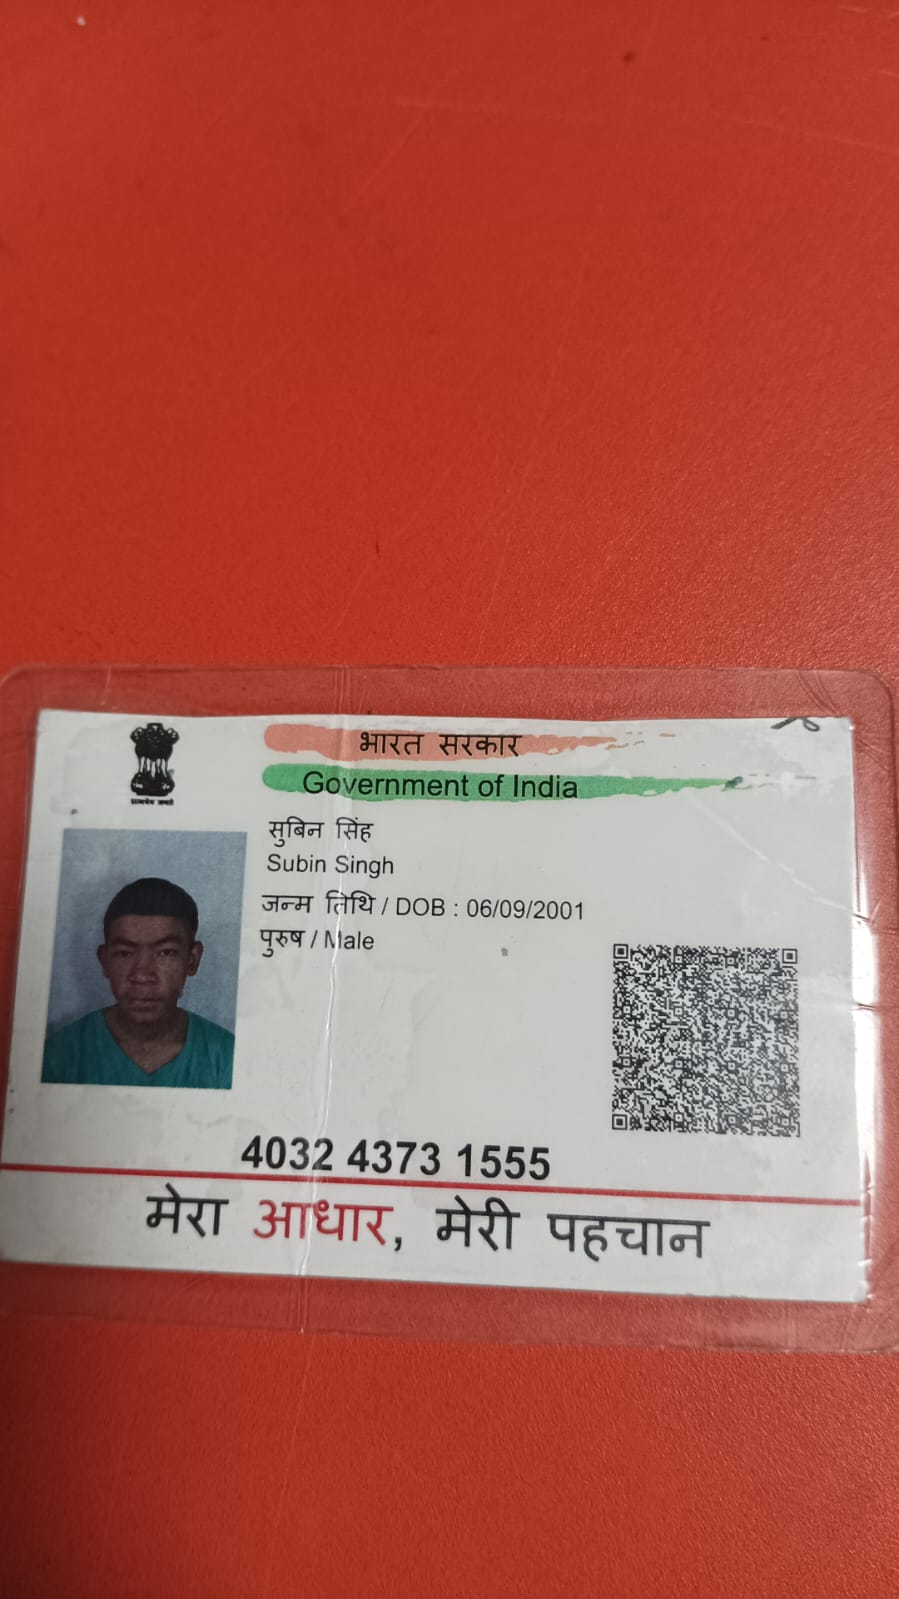 भारत सरकार
Government of India
सत्यमेव जयते
सुबिन सिंह
Subin Singh
जन्म तिथि / DOB : 06/09/2001
पुरुष / Male
4032 4373 1555
मेरा आधार, मेरी पहचान